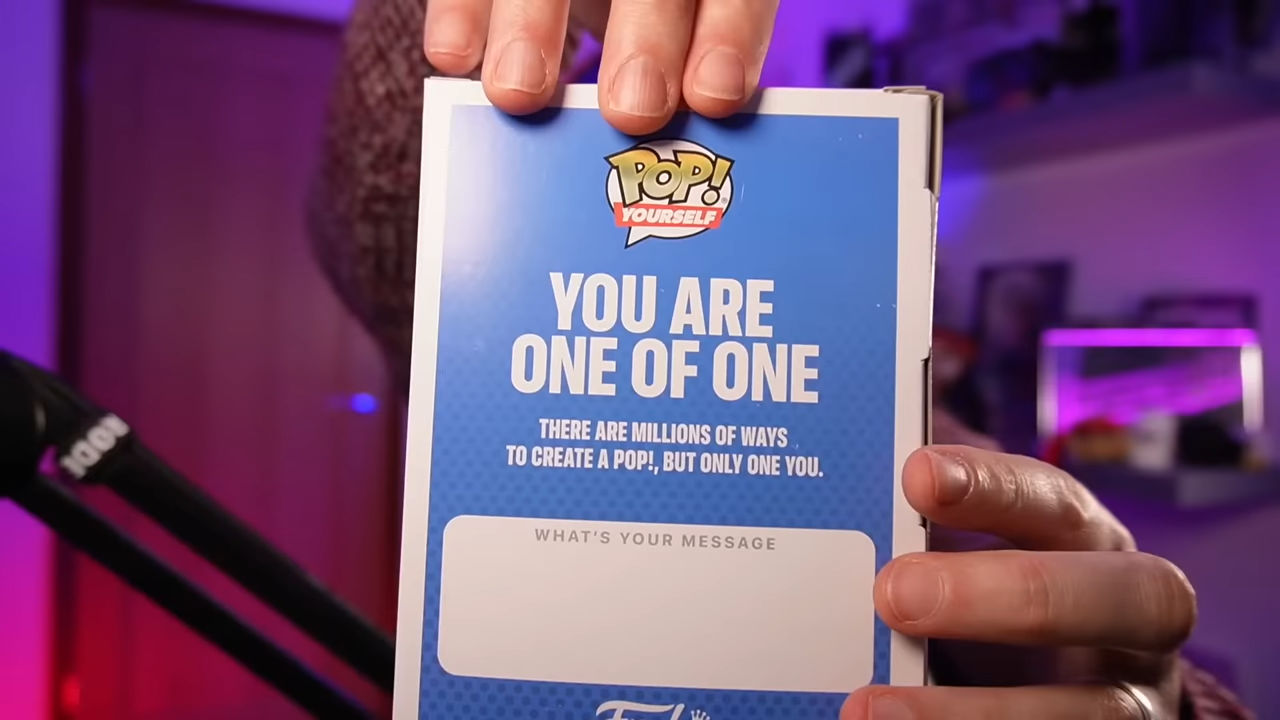 POP!
YOURSELF
YOU ARE
ONE OF ONE
THERE ARE MILLIONS OF WAYS
TO CREATE A POP!, BUT ONLY ONE YOU.
WHAT'S YOUR MESSAGE